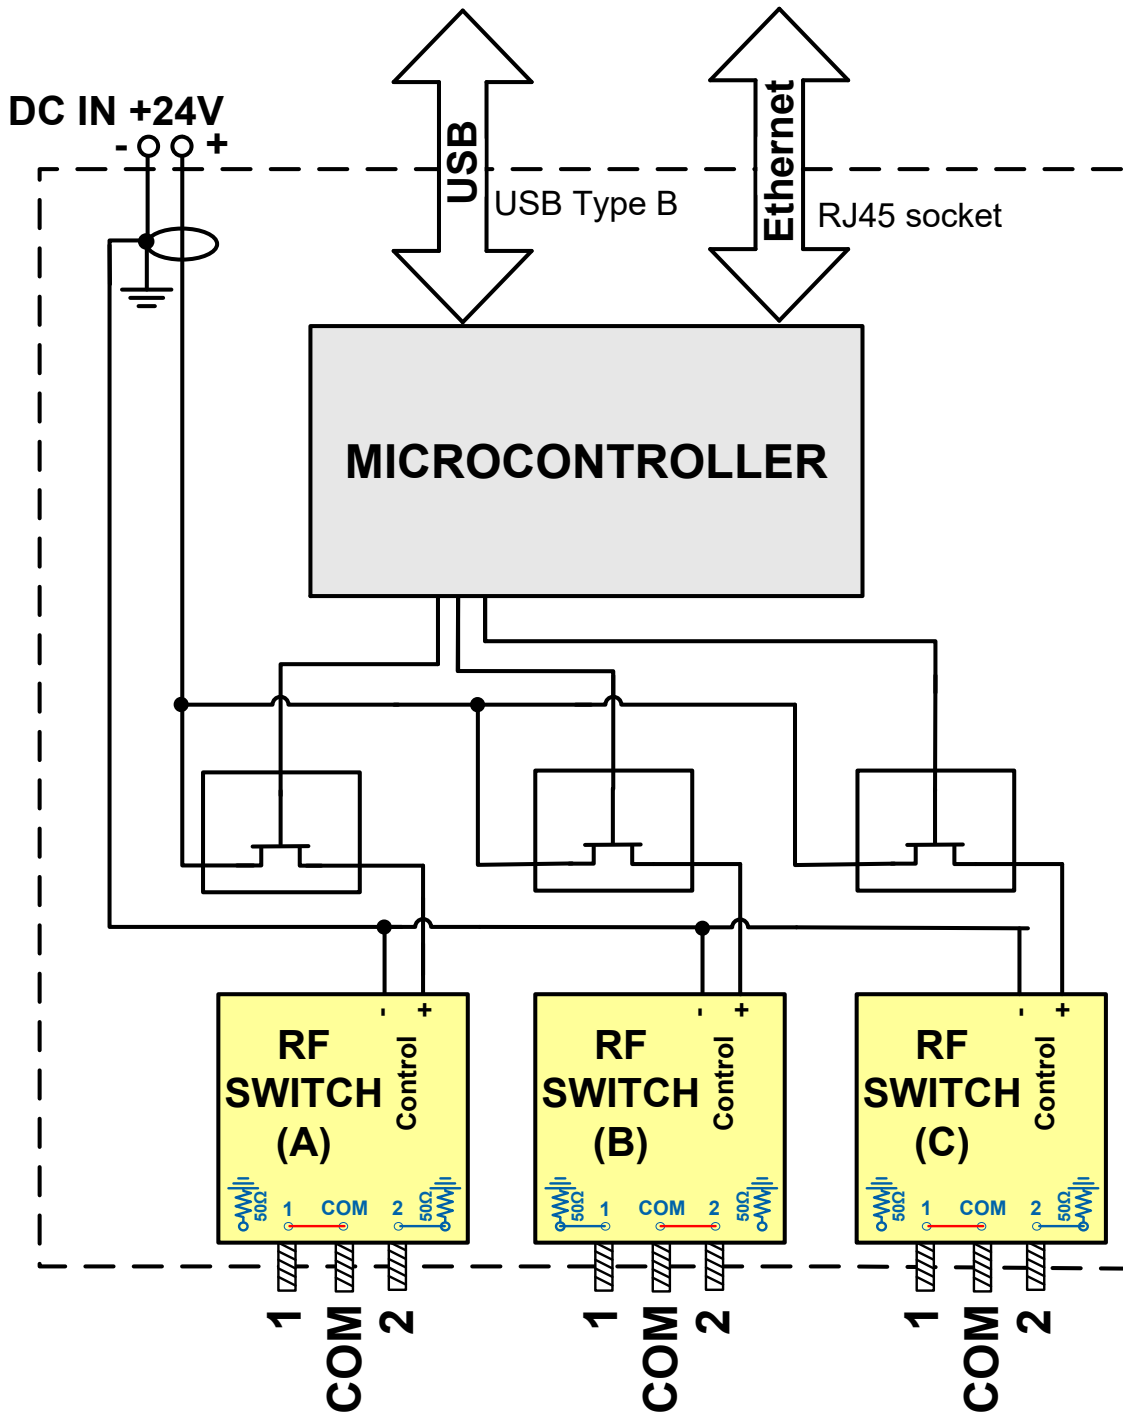 DC IN +24V
- +
USB
USB Type B
Ethernet
RJ45 socket
MICROCONTROLLER
- +
RF
SWITCH
(A)
Control
50Ω 1 COM 2 50Ω
- +
RF
SWITCH
(B)
Control
50Ω 1 COM 2 50Ω
- +
RF
SWITCH
(C)
Control
50Ω 1 COM 2 50Ω
1 COM 2
1 COM 2
1 COM 2